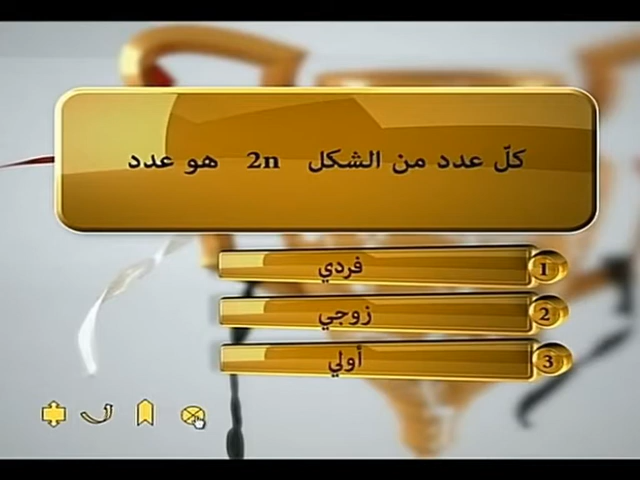 كلّ عدد من الشكل 2n هو عدد
فردي 1
زوجي 2
أولي 3